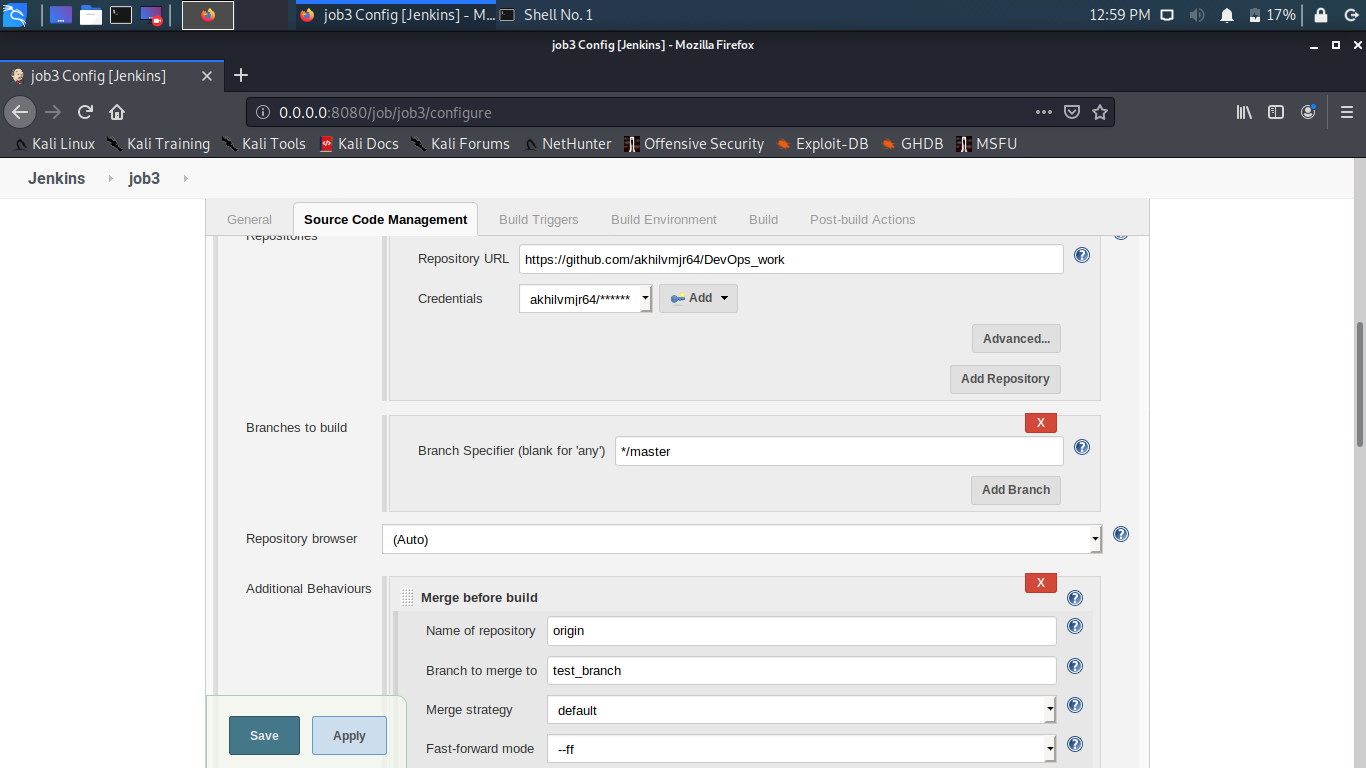 job3 Config [Jenkins] - M...
Shell No. 1
12:59 PM
17%
job3 Config [Jenkins] - Mozilla Firefox
job3 Config [Jenkins]
0.0.0.0:8080/job/job3/configure
Kali Linux Kali Training Kali Tools Kali Docs Kali Forums NetHunter Offensive Security Exploit-DB GHDB MSFU
Jenkins job3
General Source Code Management Build Triggers Build Environment Build Post-build Actions
Repositories
Repository URL https://github.com/akhilvmjr64/DevOps_work
Credentials akhilvmjr64/****** Add
Advanced...
Add Repository
X
Branches to build
Branch Specifier (blank for 'any') */master
Add Branch
Repository browser (Auto)
X
Additional Behaviours
Merge before build
Name of repository origin
Branch to merge to test_branch
Merge strategy default
Fast-forward mode --ff
Save Apply